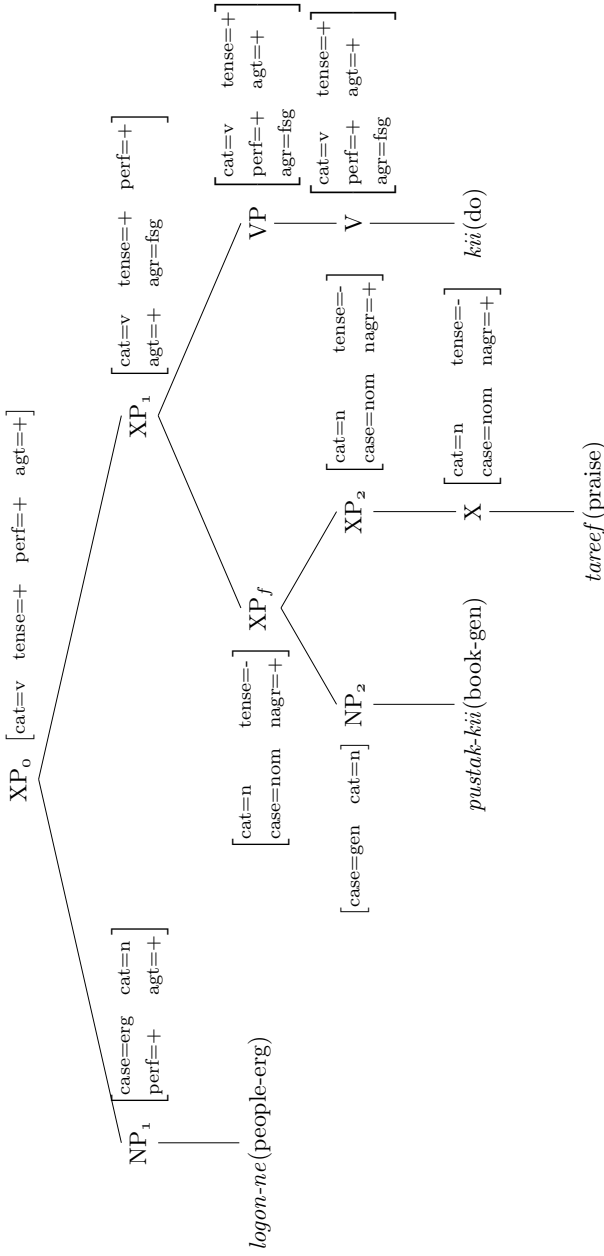 XP₀ [cat=v tense=+ perf=+ agt=+]
NP₁ [case=erg cat=n
perf=+ agt=+]
XP₁ [cat=v tense=+ perf=+
agt=+ agr=fsg]
logon-ne(people-erg)
XP_f [cat=n tense=-
case=nom nagr=+]
VP [cat=v tense=+
perf=+ agt=+
agr=fsg]
NP₂ [case=gen cat=n]
XP₂ [cat=n tense=-
case=nom nagr=+]
V [cat=v tense=+
perf=+ agt=+
agr=fsg]
pustak-kii(book-gen)
X [cat=n tense=-
case=nom nagr=+]
kii(do)
tareef(praise)